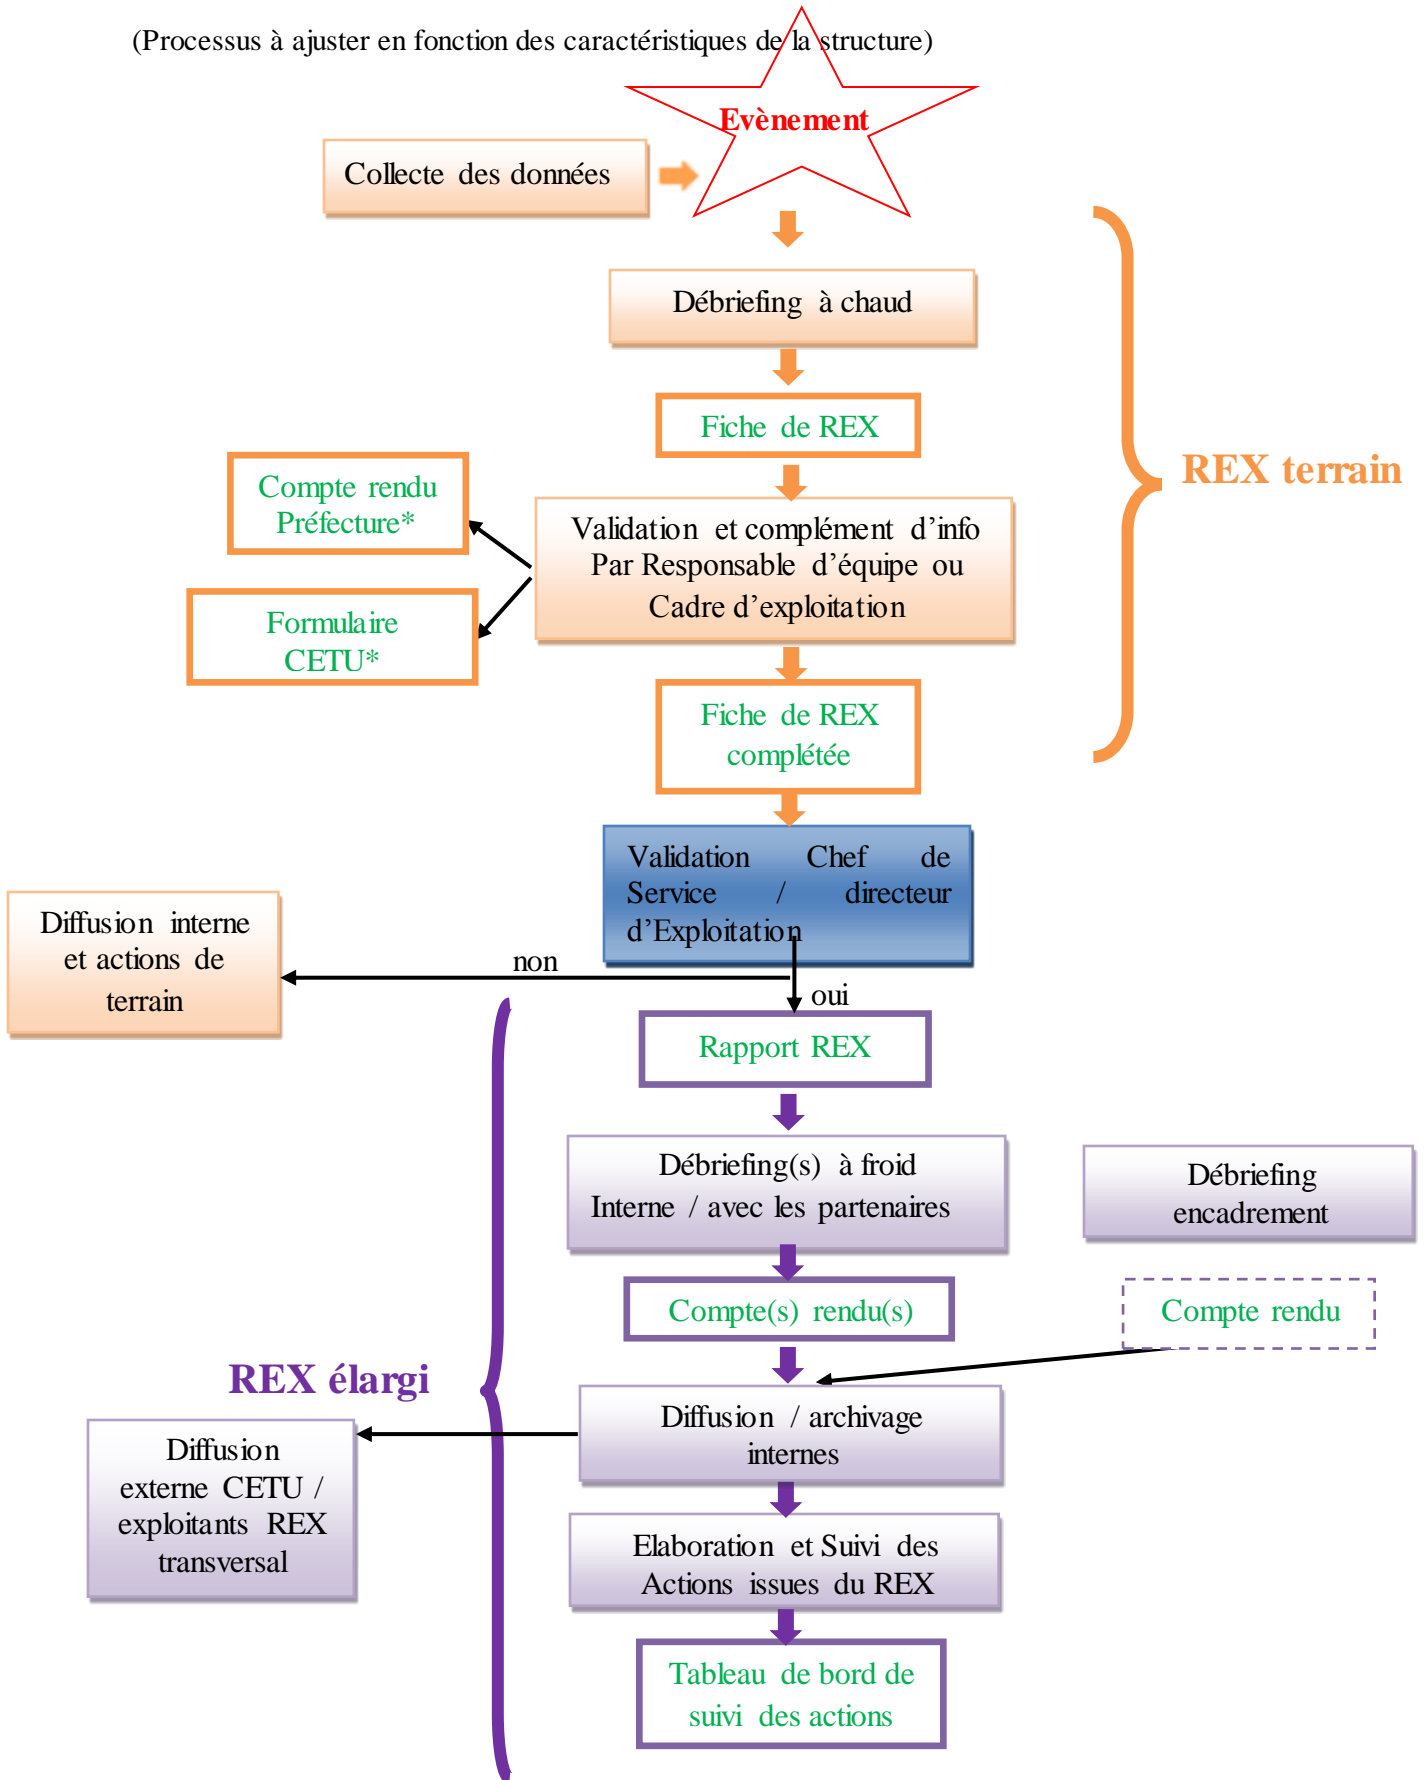 (Processus à ajuster en fonction des caractéristiques de la structure)
Evènement
Collecte des données
Débriefing à chaud
Fiche de REX
REX terrain
Compte rendu
Préfecture*
Validation et complément d’info
Par Responsable d’équipe ou
Cadre d’exploitation
Formulaire
CETU*
Fiche de REX
complétée
Validation Chef de
Service / directeur
d’Exploitation
Diffusion interne
et actions de
terrain
non
oui
Rapport REX
Débriefing(s) à froid
Interne / avec les partenaires
Débriefing
encadrement
Compte(s) rendu(s)
Compte rendu
REX élargi
Diffusion / archivage
internes
Diffusion
externe CETU /
exploitants REX
transversal
Elaboration et Suivi des
Actions issues du REX
Tableau de bord de
suivi des actions